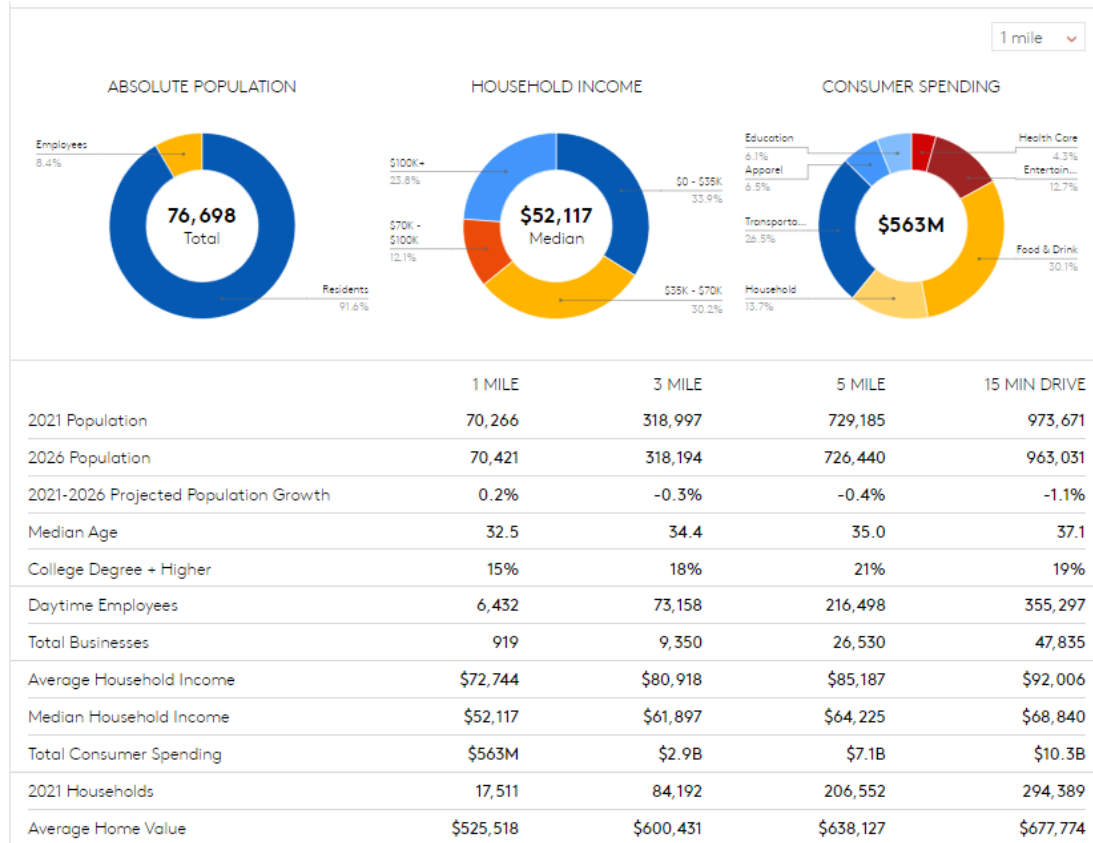 1 mile
ABSOLUTE POPULATION
Employees
8.4%
76,698
Total
Residents
91.6%
HOUSEHOLD INCOME
$100K+
23.8%
$0 - $35K
33.9%
$52,117
Median
$70K -
$100K
12.1%
$35K - $70K
30.2%
CONSUMER SPENDING
Education
6.1%
Apparel
6.5%
Health Care
4.3%
Entertain...
12.7%
Transporta...
26.5%
$563M
Food & Drink
30.1%
Household
13.7%
1 MILE 3 MILE 5 MILE 15 MIN DRIVE
2021 Population 70,266 318,997 729,185 973,671
2026 Population 70,421 318,194 726,440 963,031
2021-2026 Projected Population Growth 0.2% -0.3% -0.4% -1.1%
Median Age 32.5 34.4 35.0 37.1
College Degree + Higher 15% 18% 21% 19%
Daytime Employees 6,432 73,158 216,498 355,297
Total Businesses 919 9,350 26,530 47,835
Average Household Income $72,744 $80,918 $85,187 $92,006
Median Household Income $52,117 $61,897 $64,225 $68,840
Total Consumer Spending $563M $2.9B $7.1B $10.3B
2021 Households 17,511 84,192 206,552 294,389
Average Home Value $525,518 $600,431 $638,127 $677,774